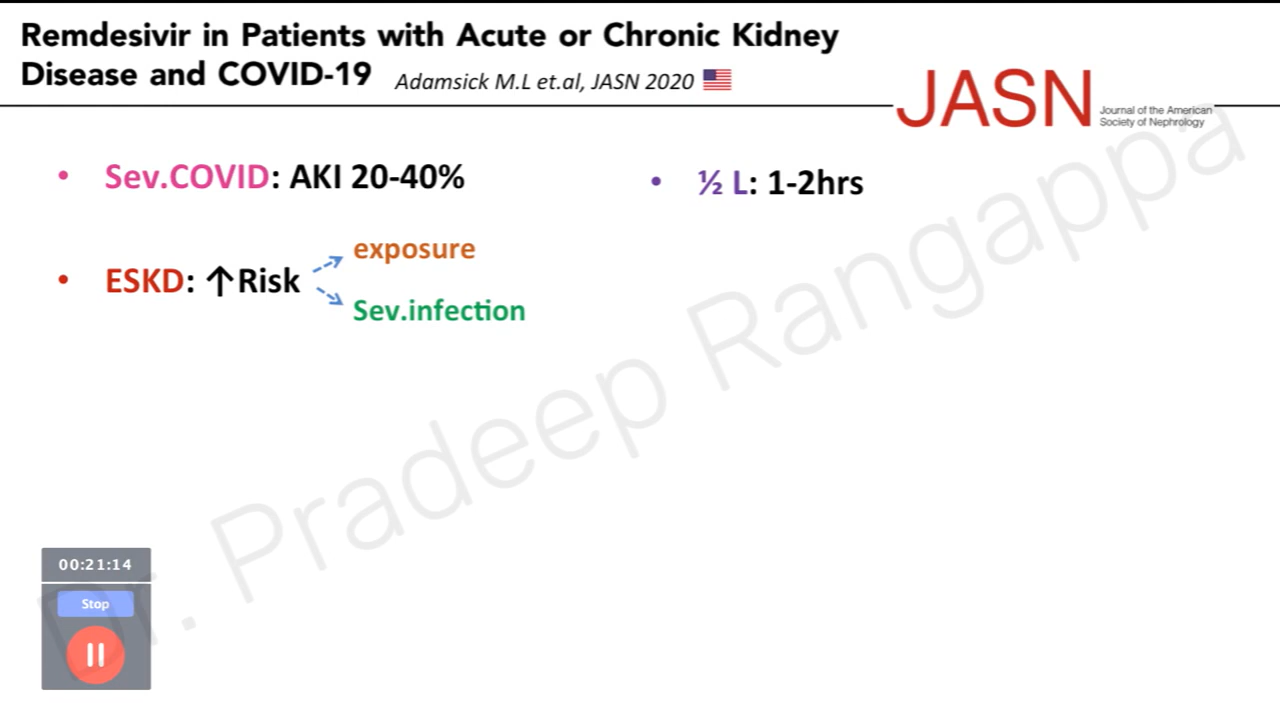 Remdesivir in Patients with Acute or Chronic Kidney
Disease and COVID-19 Adamsick M.L et.al, JASN 2020
JASN Journal of the American
Society of Nephrology
• Sev.COVID: AKI 20-40%
• ESKD: ↑Risk
exposure
Sev.infection
• ½ L: 1-2hrs
Dr. Pradeep Rangappa
00:21:14
Stop